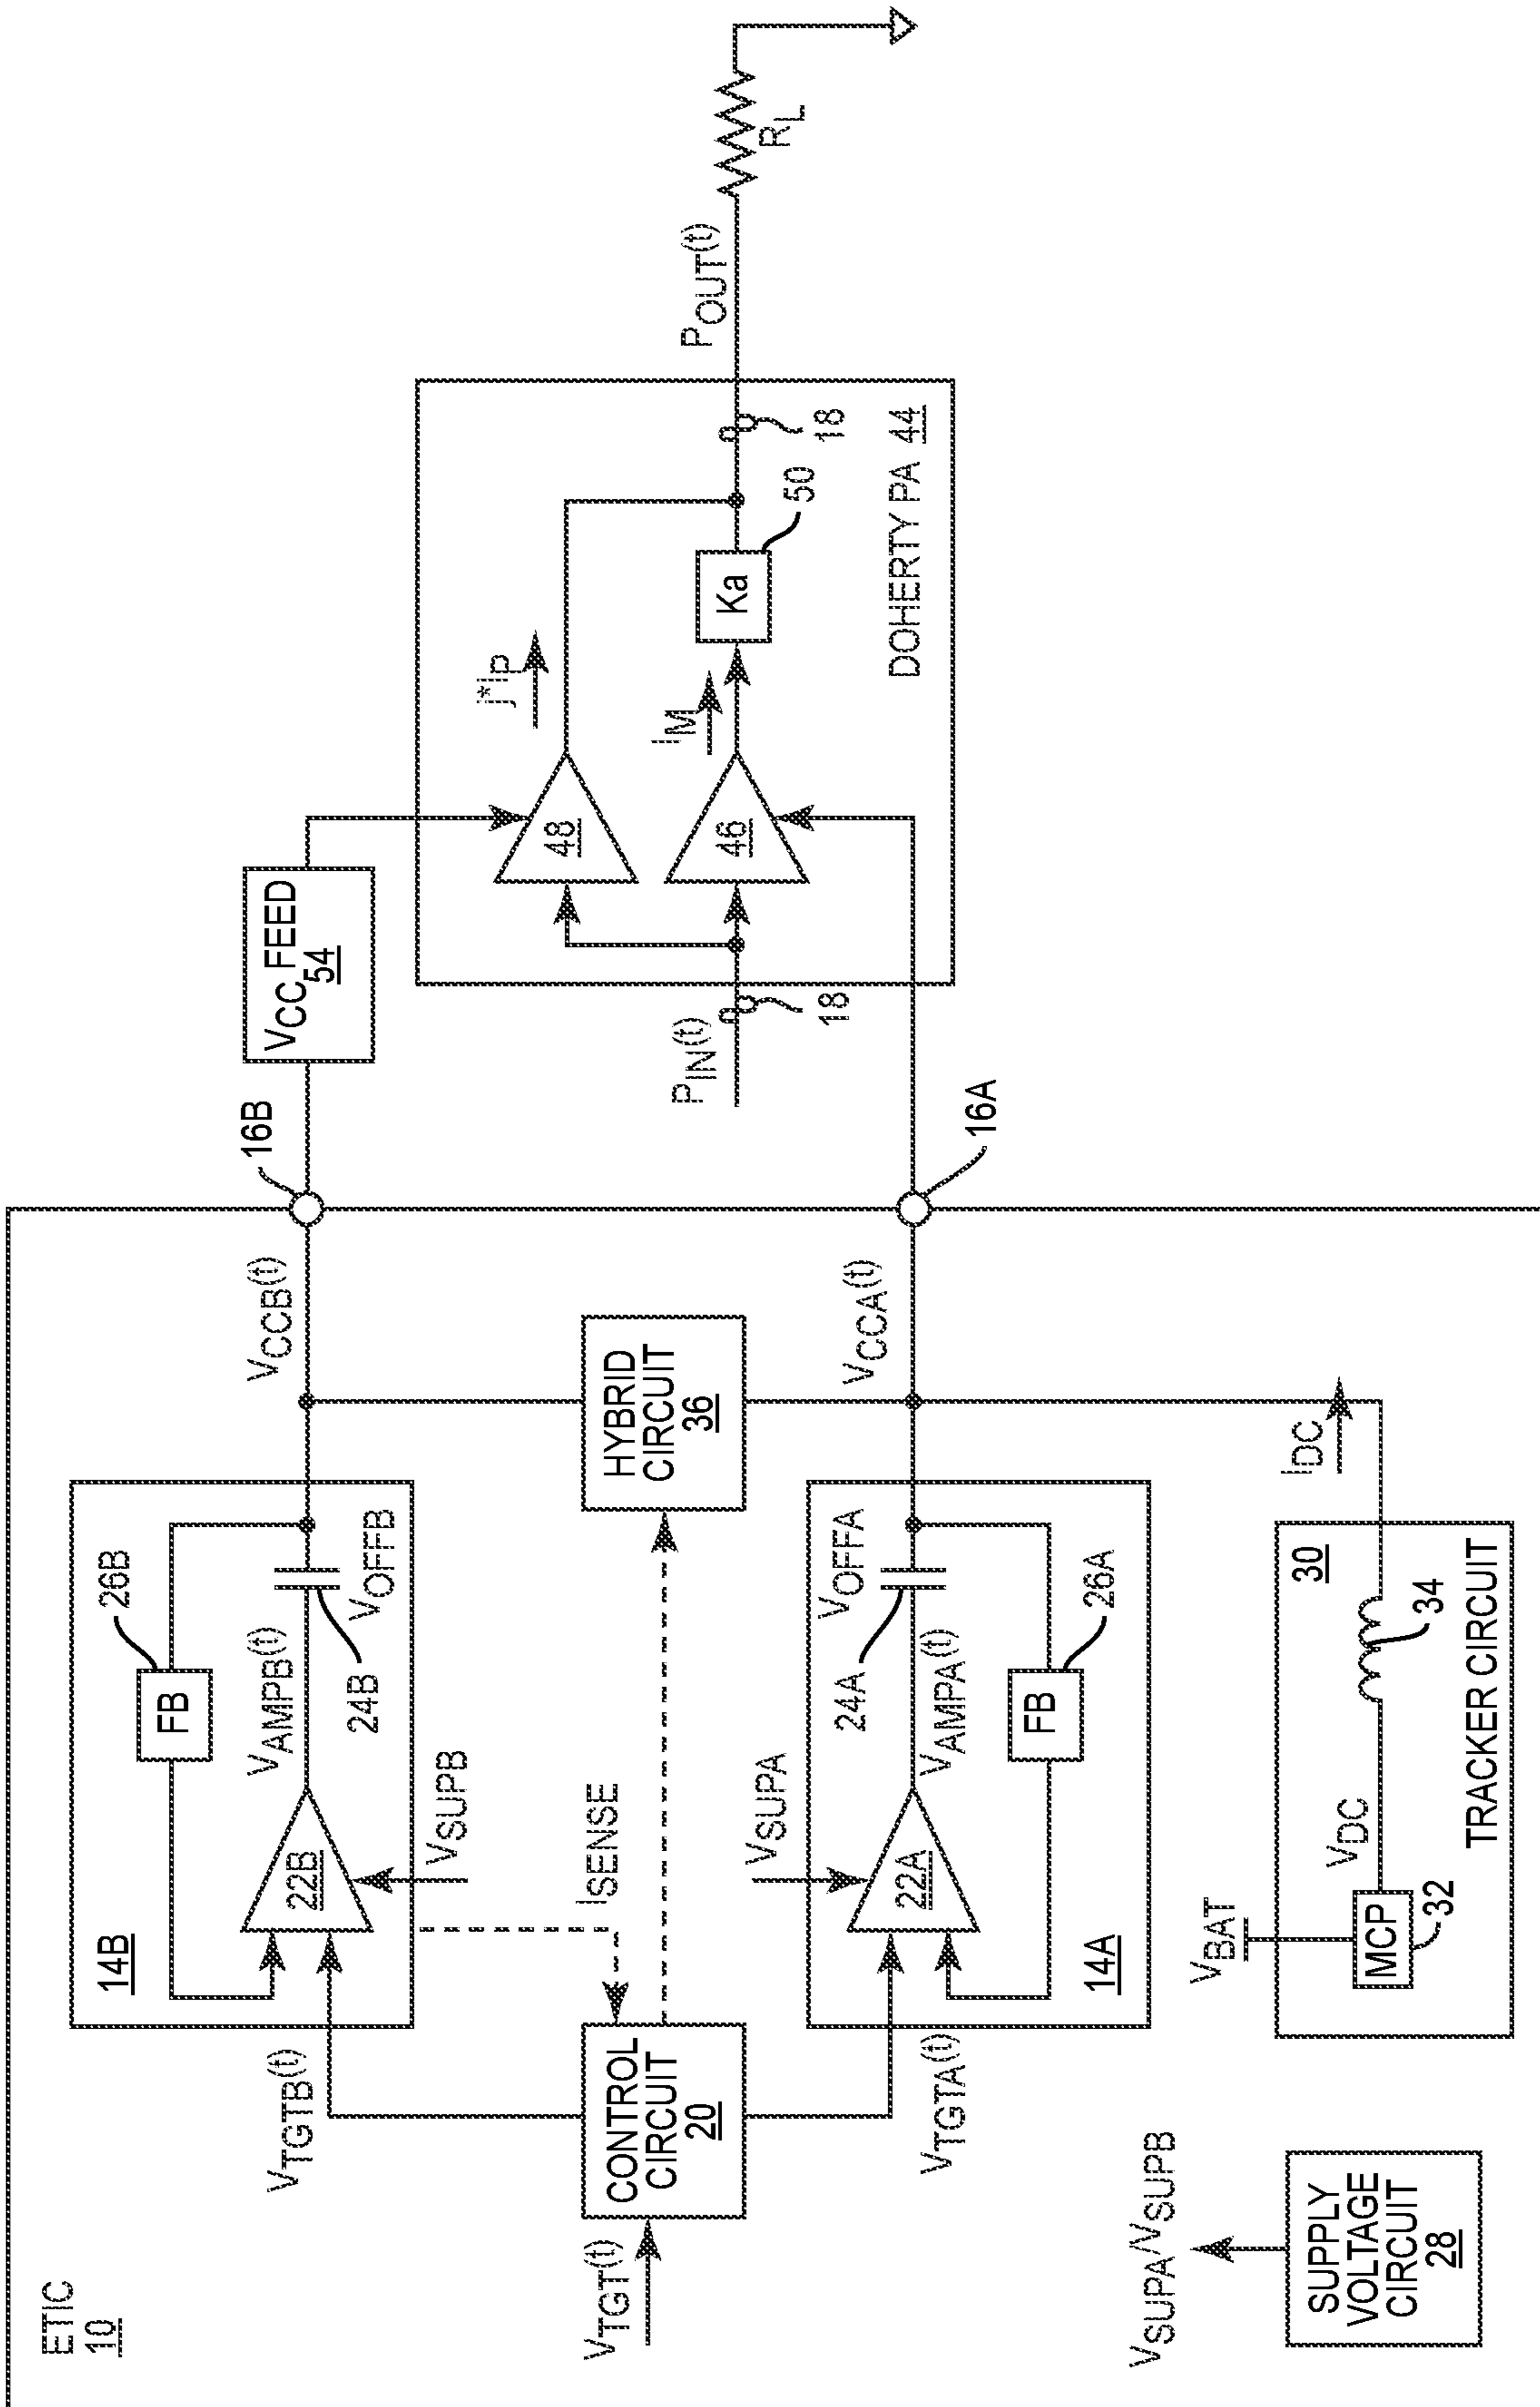 ETIC
10
14B
26B
FB
22B
VAMPB(t)
24B
VOFFB
VSUPB
VTGTB(t)
VCCB(t)
16B
VCC FEED
54
ISENSE
CONTROL
CIRCUIT
20
VTGT(t)
HYBRID
CIRCUIT
36
VTGTA(t)
14A
VSUPA
22A
VAMPA(t)
24A
VOFFA
FB
26A
VCCA(t)
16A
PIN(t)
18
48
46
j*IP
IM
Ka
50
18
DOHERTY PA 44
POUT(t)
RL
VSUPA/VSUPB
SUPPLY
VOLTAGE
CIRCUIT
28
VBAT
MCP
32
VDC
34
30
TRACKER CIRCUIT
IDC